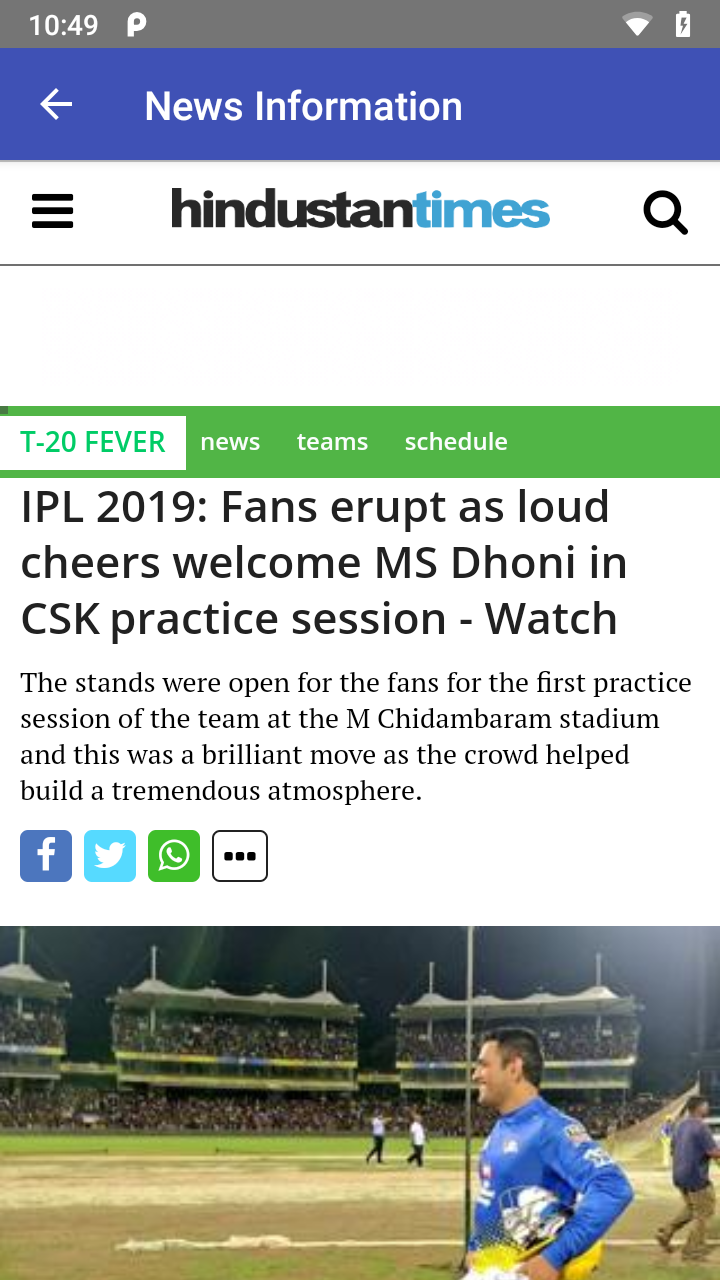 10:49
News Information
hindustantimes
T-20 FEVER news teams schedule
IPL 2019: Fans erupt as loud
cheers welcome MS Dhoni in
CSK practice session - Watch
The stands were open for the fans for the first practice
session of the team at the M Chidambaram stadium
and this was a brilliant move as the crowd helped
build a tremendous atmosphere.